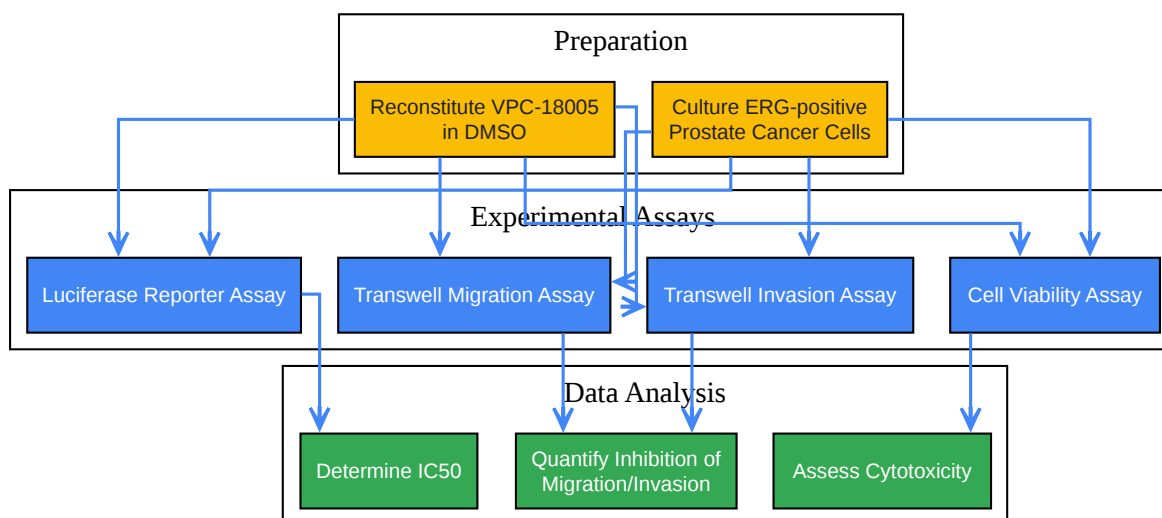 Preparation
Reconstitute VPC-18005
in DMSO
Culture ERG-positive
Prostate Cancer Cells
Experimental Assays
Luciferase Reporter Assay
Transwell Migration Assay
Transwell Invasion Assay
Cell Viability Assay
Data Analysis
Determine IC50
Quantify Inhibition of
Migration/Invasion
Assess Cytotoxicity